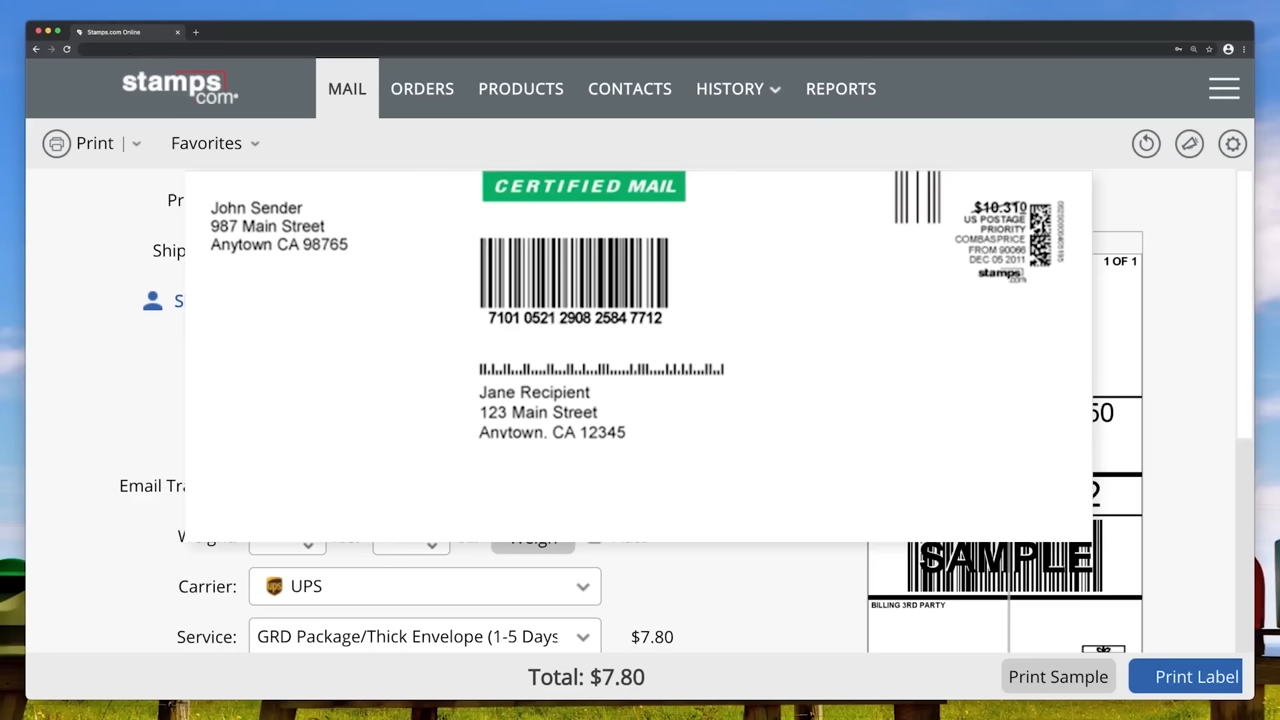 Stamps.com Online
stamps.com
MAIL
ORDERS
PRODUCTS
CONTACTS
HISTORY
REPORTS
Print
Favorites
CERTIFIED MAIL
John Sender
987 Main Street
Anytown CA 98765
$10.310
US POSTAGE
PRIORITY
COMBASPRICE
FROM 90066
DEC 05 2011
stamps.com
7101 0521 2908 2584 7712
Jane Recipient
123 Main Street
Anytown, CA 12345
Pr
Ship
S
1 OF 1
Email Tra
SAMPLE
BILLING 3RD PARTY
Carrier:
UPS
Service:
GRD Package/Thick Envelope (1-5 Days
$7.80
Total: $7.80
Print Sample
Print Label